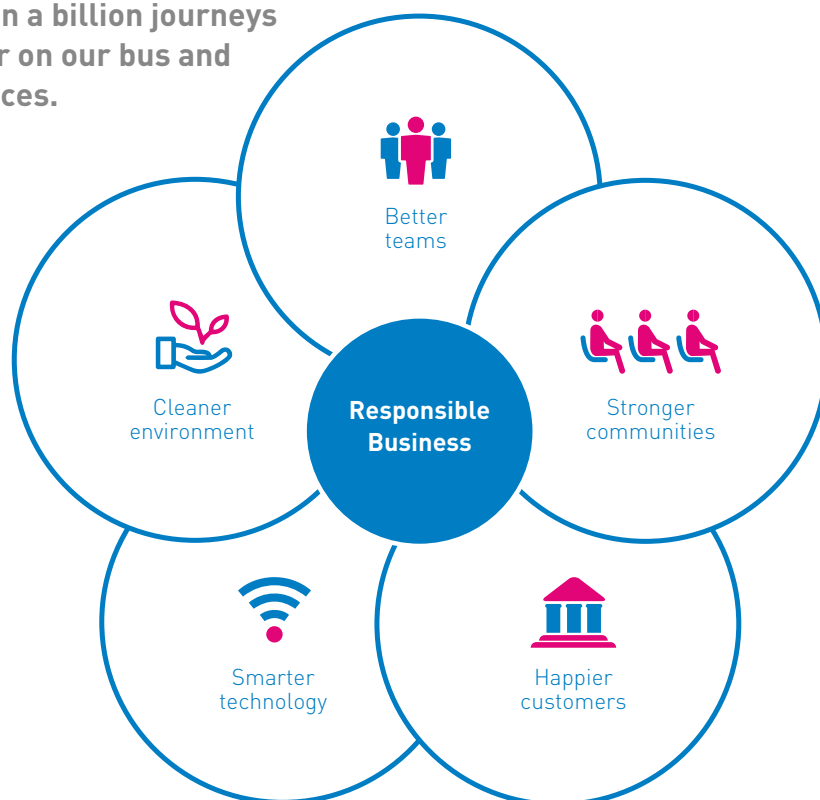 n a billion journeys
r on our bus and
ces.
Better
teams
Cleaner
environment
Responsible
Business
Stronger
communities
Smarter
technology
Happier
customers